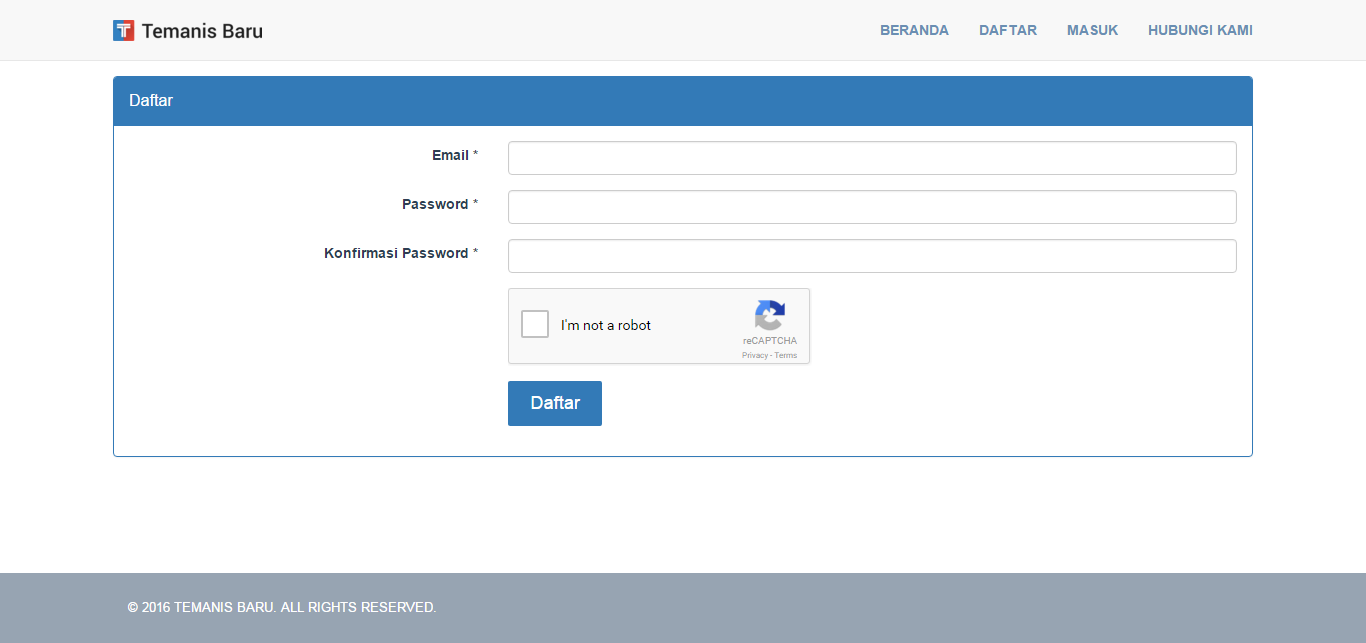 Temanis Baru
BERANDA DAFTAR MASUK HUBUNGI KAMI
Daftar
Email *
Password *
Konfirmasi Password *
I'm not a robot
reCAPTCHA
Privacy - Terms
Daftar
© 2016 TEMANIS BARU. ALL RIGHTS RESERVED.